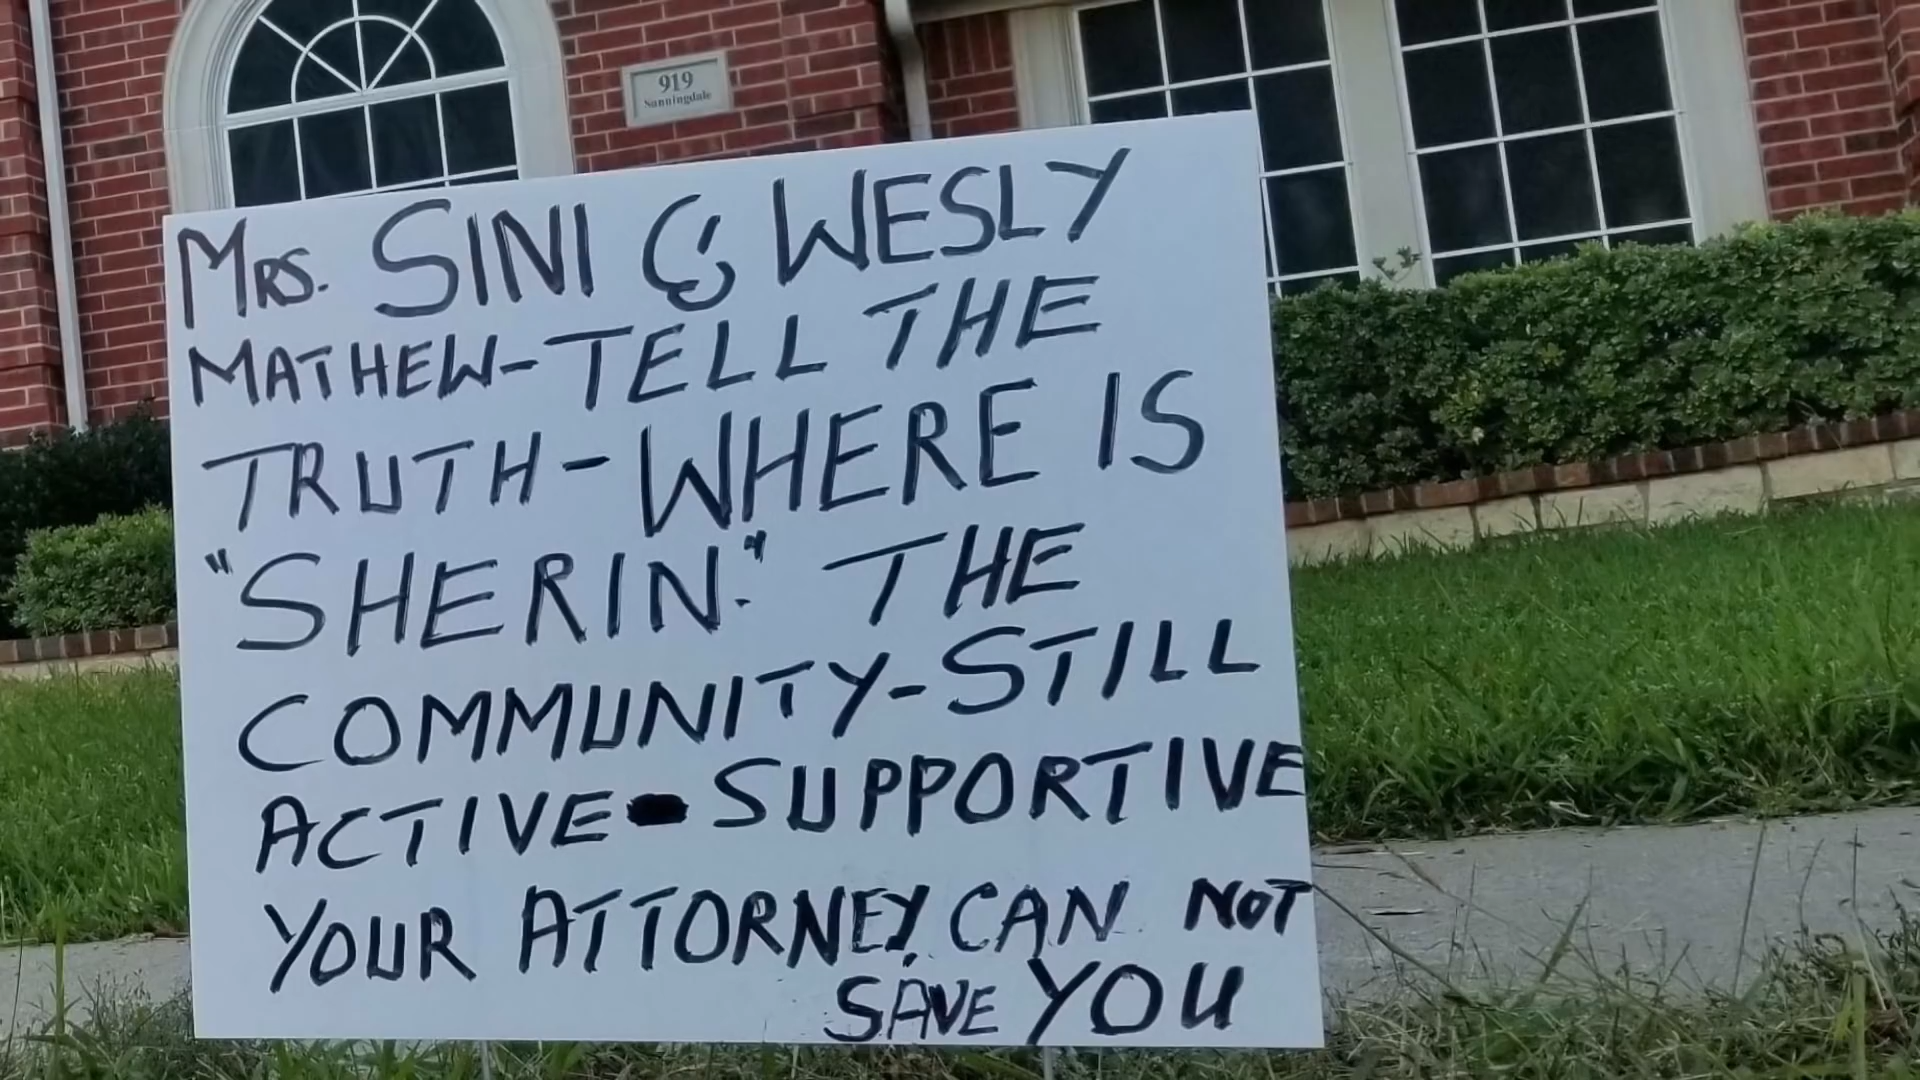 919
Sunningdale
MRS. SINI & WESLY
MATHEW-TELL THE
TRUTH-WHERE IS
"SHERIN." THE
COMMUNITY-STILL
ACTIVE-SUPPORTIVE
YOUR ATTORNEY, CAN NOT
SAVE YOU